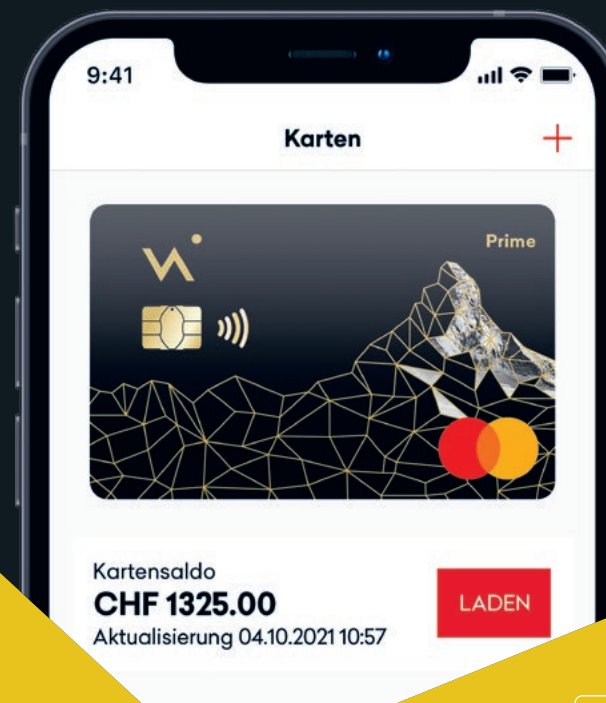 9:41
Karten
Prime
Kartensaldo
CHF 1325.00
LADEN
Aktualisierung 04.10.2021 10:57